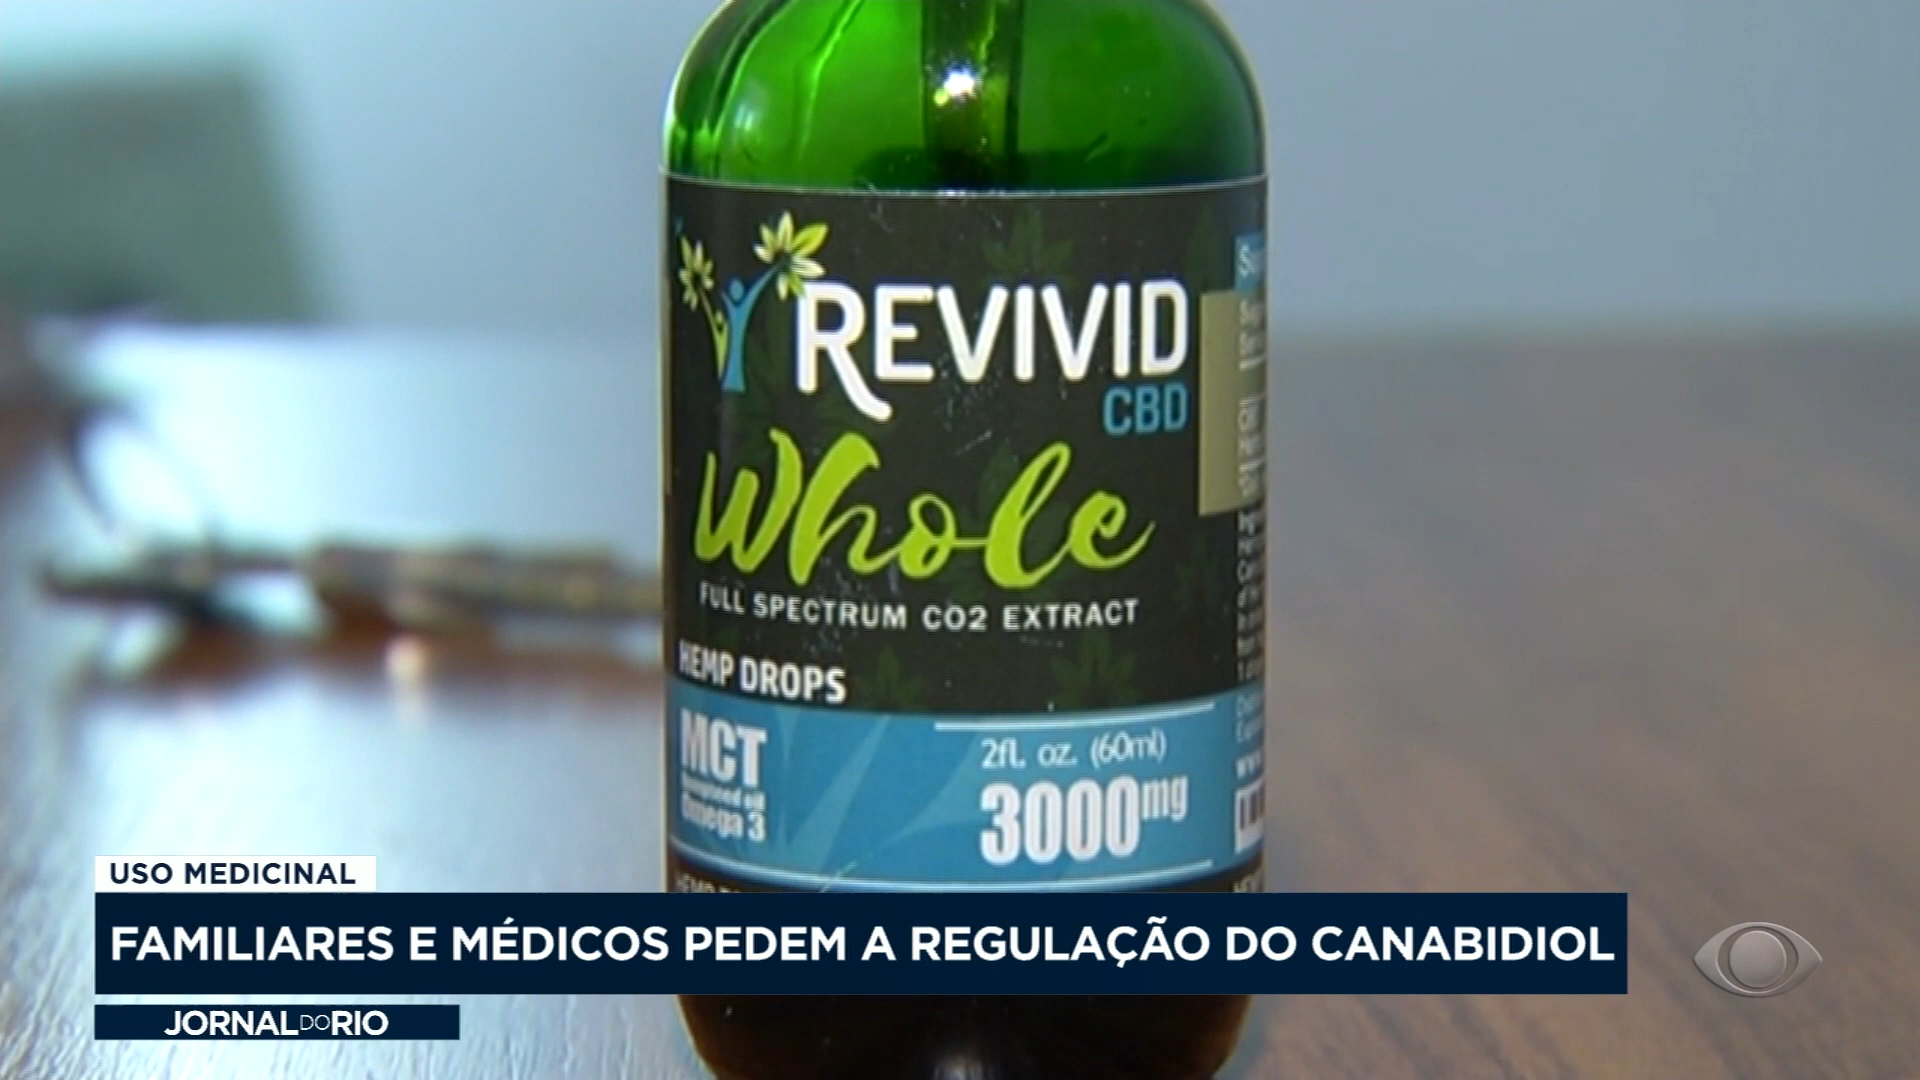 REVIVID
CBD
Whole
FULL SPECTRUM CO2 EXTRACT
HEMP DROPS
MCT
Omega 3
2fl. oz. (60ml)
3000mg
USO MEDICINAL
FAMILIARES E MÉDICOS PEDEM A REGULAÇÃO DO CANABIDIOL
JORNAL DO RIO